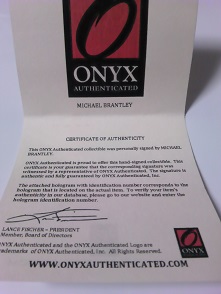 ONYX
AUTHENTICATED
MICHAEL BRANTLEY
CERTIFICATE OF AUTHENTICITY
This ONYX Authenticated collectible was personally signed by MICHAEL
BRANTLEY.
ONYX Authenticated is proud to offer this hand-signed collectible. This
certificate is your guarantee that the corresponding signature was
witnessed by a representative of ONYX Authenticated. The signature is
authentic and fully guaranteed by ONYX Authenticated, Inc.
The attached hologram with identification number corresponds to the
hologram that is located on the actual item. To verify your item's
authenticity in our database, please go to our website and enter the
hologram identification number.
LANCE FISCHER - PRESIDENT
Member, Board of Directors
ONYX
AUTHENTICATED
ONYX Authenticated and the ONYX Authenticated Logo are
trademarks of ONYX Authenticated, Inc. All Rights Reserved.
WWW.ONYXAUTHENTICATED.COM